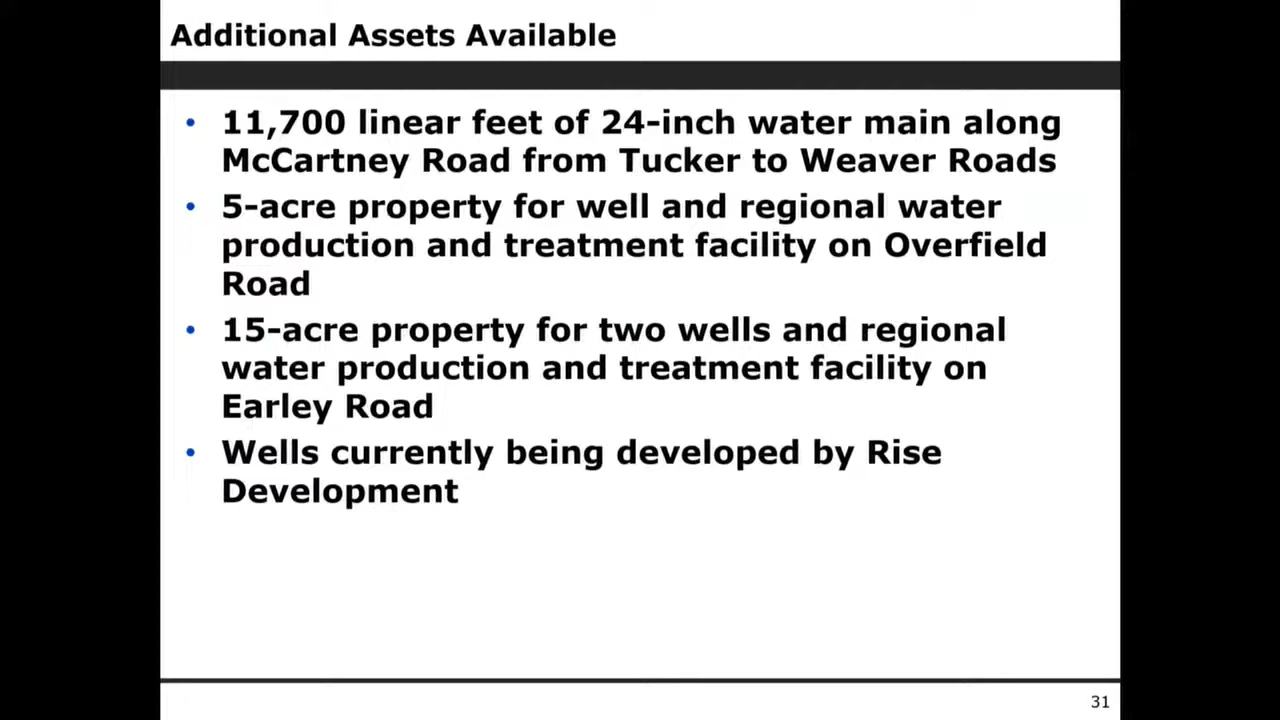 Additional Assets Available
• 11,700 linear feet of 24-inch water main along
McCartney Road from Tucker to Weaver Roads
• 5-acre property for well and regional water
production and treatment facility on Overfield
Road
• 15-acre property for two wells and regional
water production and treatment facility on
Earley Road
• Wells currently being developed by Rise
Development
31